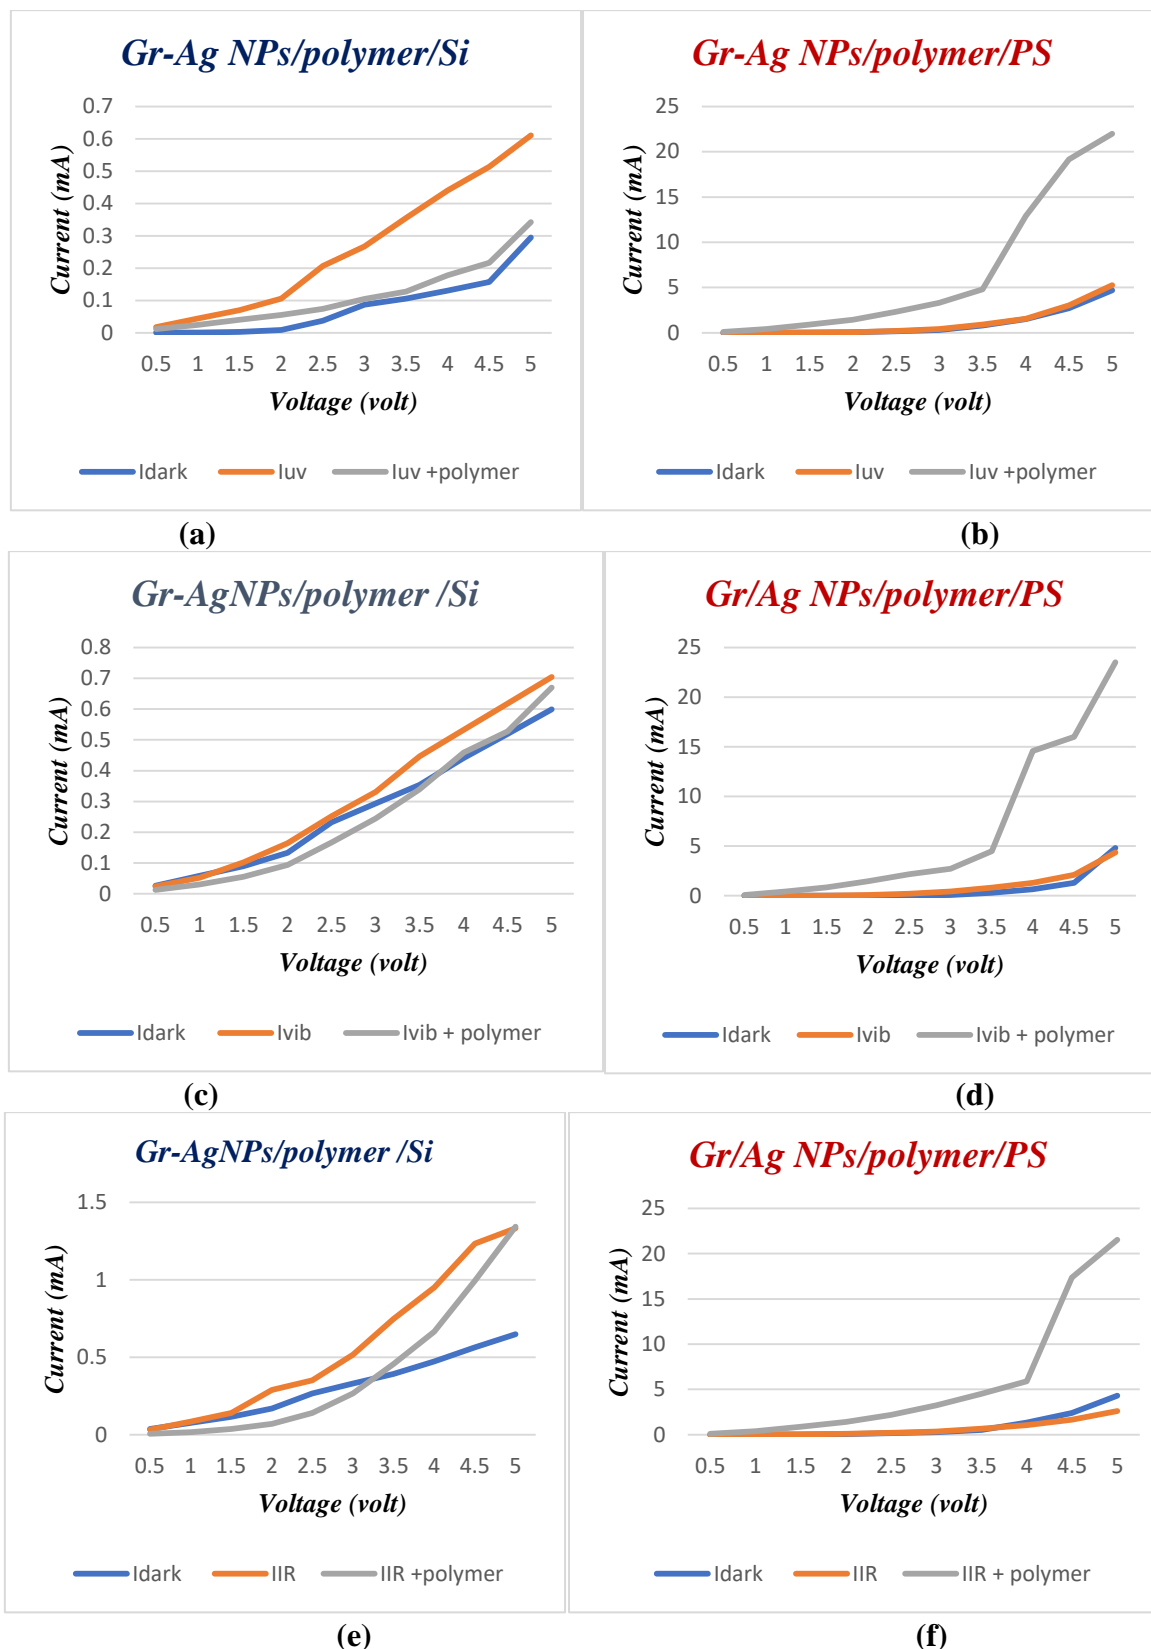 Gr-Ag NPs/polymer/Si
0.7
0.6
0.5
0.4
0.3
0.2
0.1
0
Current (mA)
0.5 1 1.5 2 2.5 3 3.5 4 4.5 5
Voltage (volt)
Idark Iuv Iuv +polymer
(a)
Gr-Ag NPs/polymer/PS
25
20
15
10
5
0
Current (mA)
0.5 1 1.5 2 2.5 3 3.5 4 4.5 5
Voltage (volt)
Idark Iuv Iuv +polymer
(b)
Gr-AgNPs/polymer /Si
0.8
0.7
0.6
0.5
0.4
0.3
0.2
0.1
0
Current (mA)
0.5 1 1.5 2 2.5 3 3.5 4 4.5 5
Voltage (volt)
Idark Ivib Ivib + polymer
(c)
Gr/Ag NPs/polymer/PS
25
20
15
10
5
0
Current (mA)
0.5 1 1.5 2 2.5 3 3.5 4 4.5 5
Voltage (volt)
Idark Ivib Ivib + polymer
(d)
Gr-AgNPs/polymer /Si
1.5
1
0.5
0
Current (mA)
0.5 1 1.5 2 2.5 3 3.5 4 4.5 5
Voltage (volt)
Idark IIR IIR +polymer
(e)
Gr/Ag NPs/polymer/PS
25
20
15
10
5
0
Current (mA)
0.5 1 1.5 2 2.5 3 3.5 4 4.5 5
Voltage (volt)
Idark IIR IIR + polymer
(f)